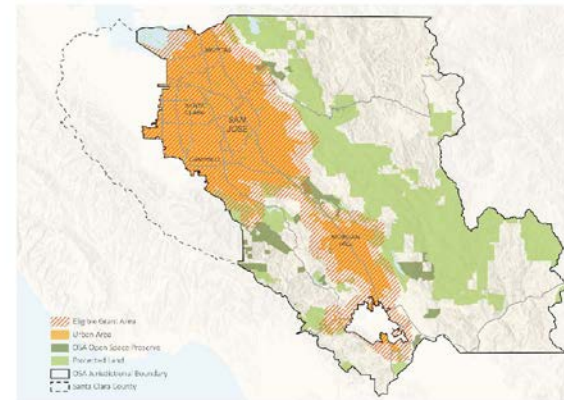 MILPITAS
SANTA
CLARA
SAN
JOSE
CAMPBELL
MORGAN
HILL
Eligible Grant Area
Urban Area
OSA Open Space Preserve
Protected Land
OSA Jurisdictional Boundary
Santa Clara County